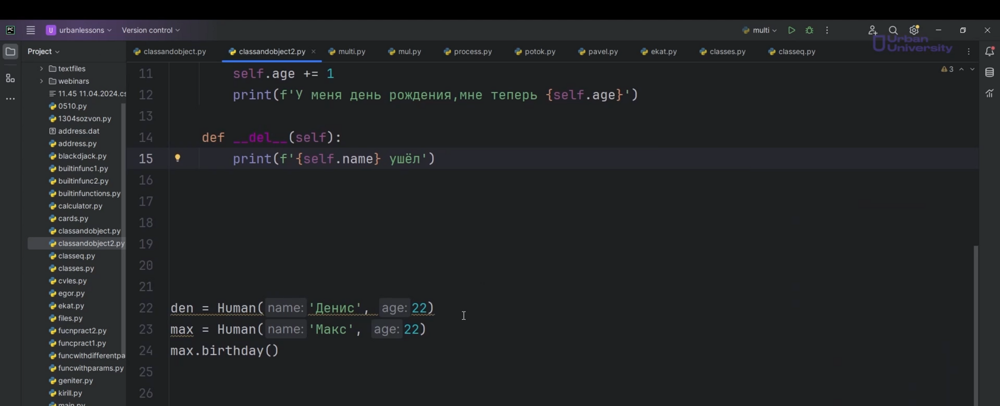 PC
U urbanlessons
Version control
multi
Urban University
Project
classandobject.py
classandobject2.py
multi.py
mul.py
process.py
potok.py
pavel.py
ekat.py
classes.py
classeq.py
textfiles
webinars
11.45 11.04.2024.cs
0510.py
1304sozvon.py
address.dat
address.py
blackdjack.py
builtinfunc1.py
builtinfunc2.py
builtinfunctions.py
calculator.py
cards.py
classandobject.py
classandobject2.py
classeq.py
classes.py
cvles.py
egor.py
ekat.py
files.py
fucnpract2.py
funcpract1.py
funcwithdifferentpa
funcwithparams.py
geniter.py
kirill.py
main.py
3
11 self.age += 1
12 print(f'У меня день рождения,мне теперь {self.age}')
13
14 def __del__(self):
15 print(f'{self.name} ушёл')
16
17
18
19
20
21
22 den = Human(name: 'Денис', age: 22)
23 max = Human(name: 'Макс', age: 22)
24 max.birthday()
25
26